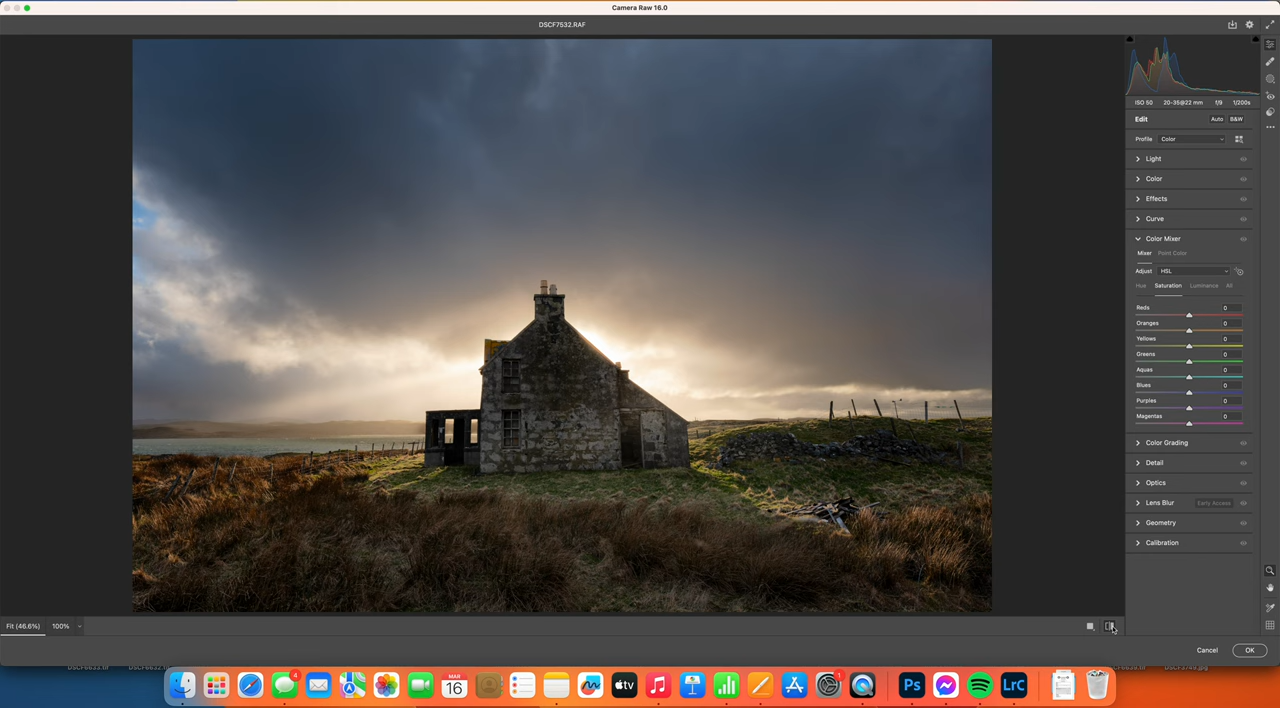 Camera Raw 16.0
DSCF7532.RAF
ISO 50 20-35@22 mm f/9 1/200s
Edit Auto B&W
Profile Color
Light
Color
Effects
Curve
Color Mixer
Mixer Point Color
Adjust HSL
Hue Saturation Luminance All
Reds 0
Oranges 0
Yellows 0
Greens 0
Aquas 0
Blues 0
Purples 0
Magentas 0
Color Grading
Detail
Optics
Lens Blur Early Access
Geometry
Calibration
Fit (46.6%) 100%
Cancel OK
4 MAR 16 tv Ps LrC